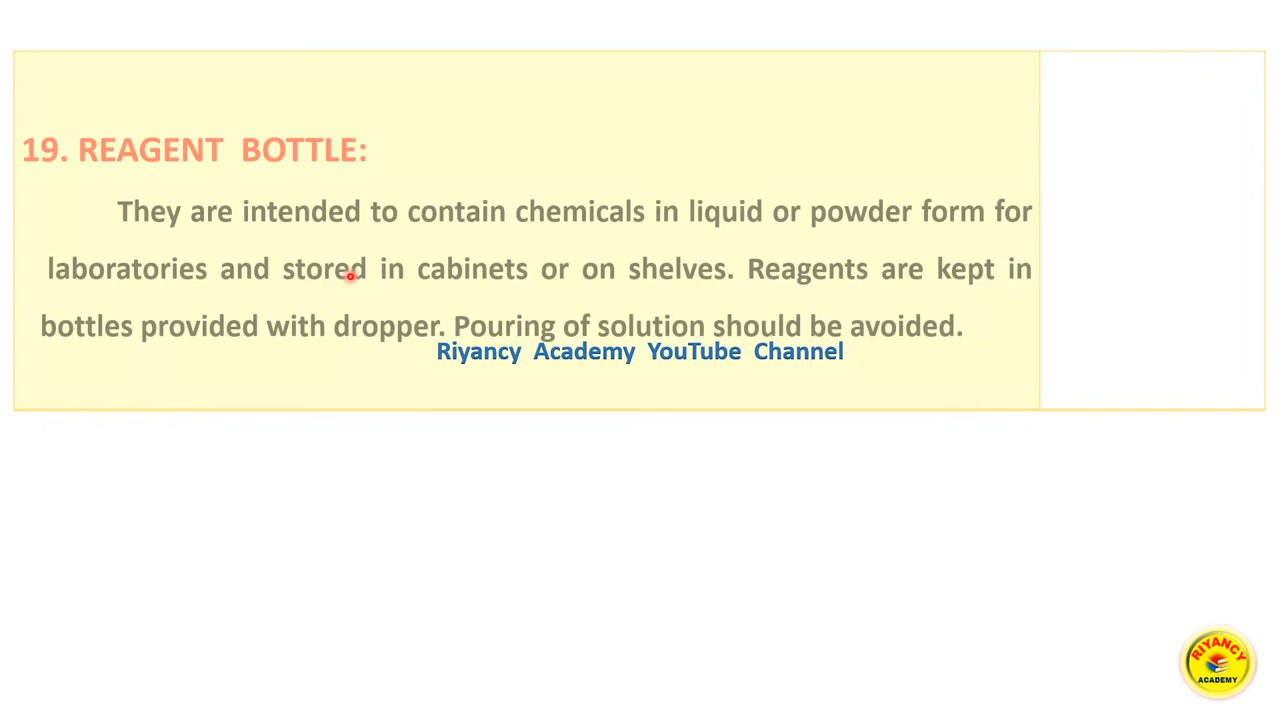 19. REAGENT BOTTLE:
They are intended to contain chemicals in liquid or powder form for
laboratories and stored in cabinets or on shelves. Reagents are kept in
bottles provided with dropper. Pouring of solution should be avoided.
Riyancy Academy YouTube Channel
RIYANCY
ACADEMY